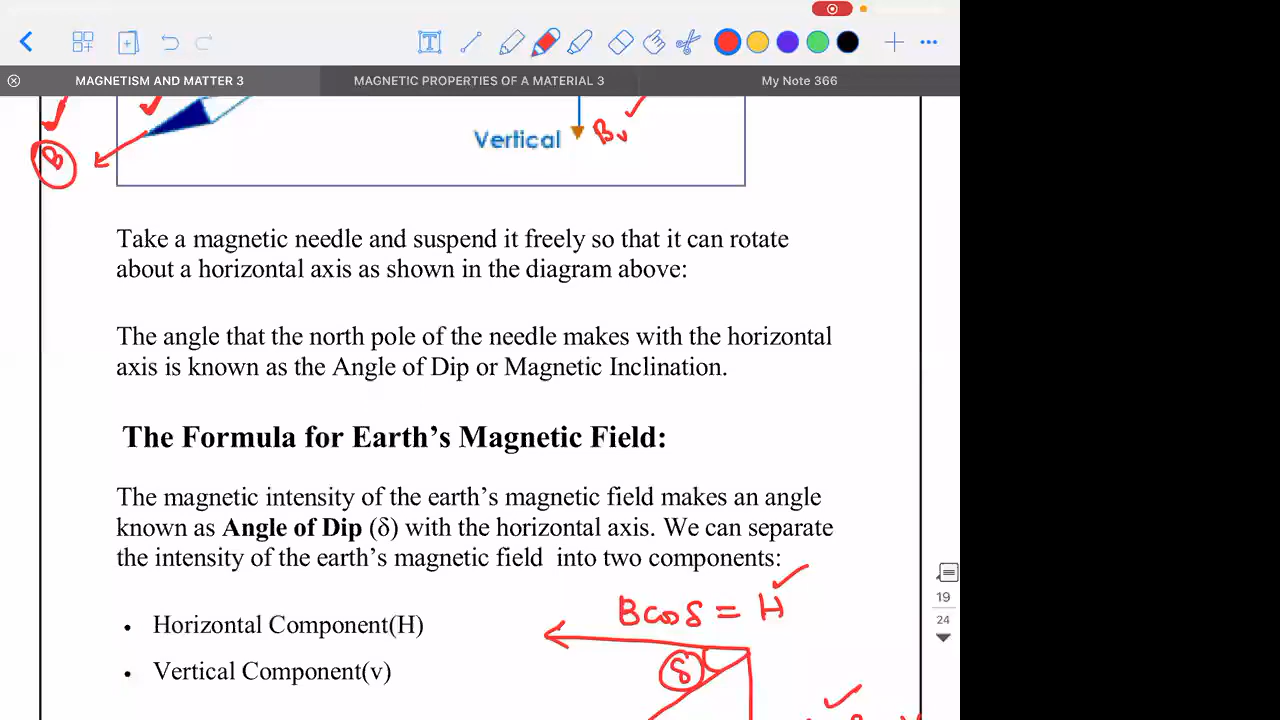 MAGNETISM AND MATTER 3
MAGNETIC PROPERTIES OF A MATERIAL 3
My Note 366
Vertical
Bv
B
Take a magnetic needle and suspend it freely so that it can rotate
about a horizontal axis as shown in the diagram above:
The angle that the north pole of the needle makes with the horizontal
axis is known as the Angle of Dip or Magnetic Inclination.
The Formula for Earth’s Magnetic Field:
The magnetic intensity of the earth’s magnetic field makes an angle
known as Angle of Dip (δ) with the horizontal axis. We can separate
the intensity of the earth’s magnetic field into two components:
B cos δ = H
• Horizontal Component(H)
δ
• Vertical Component(v)
19
24